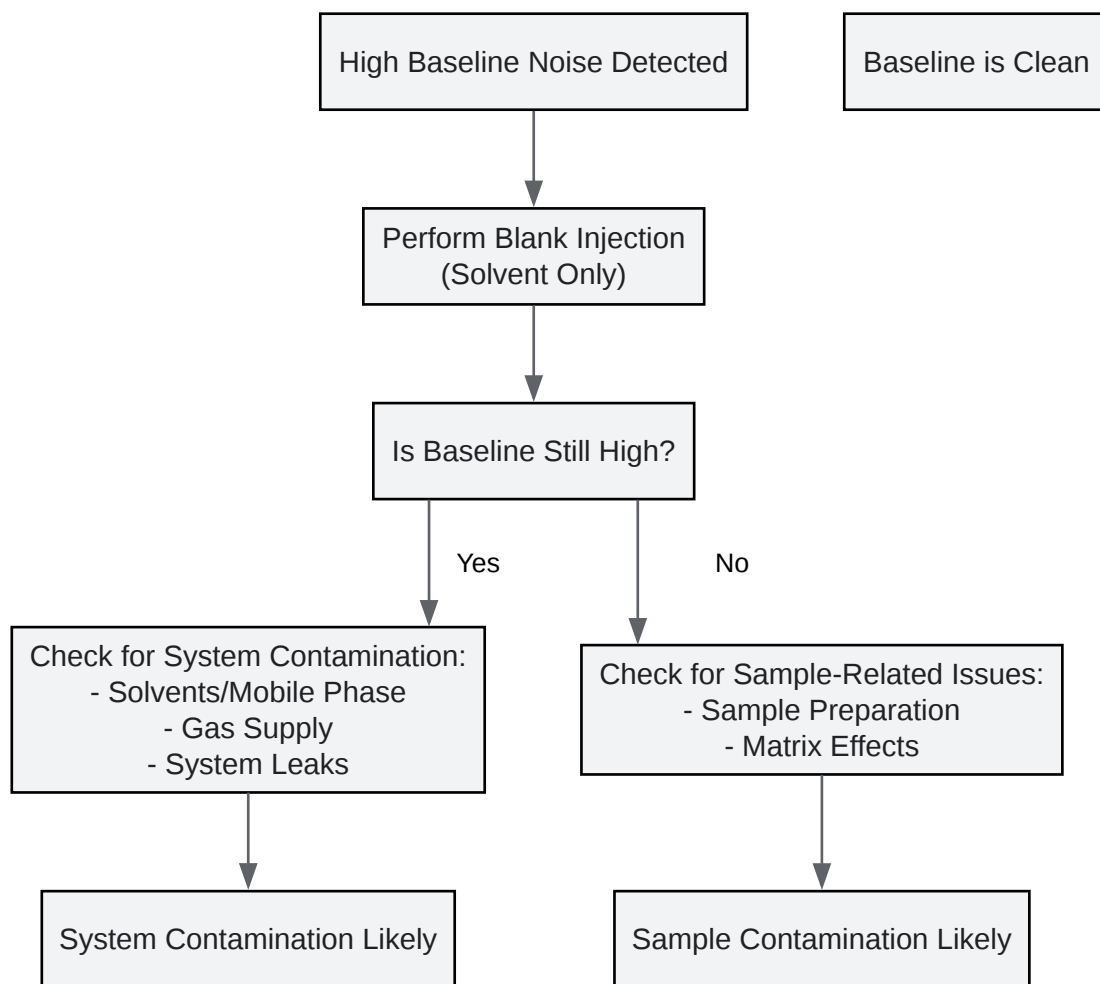 High Baseline Noise Detected
Baseline is Clean
Perform Blank Injection
(Solvent Only)
Is Baseline Still High?
Yes
No
Check for System Contamination:
- Solvents/Mobile Phase
- Gas Supply
- System Leaks
Check for Sample-Related Issues:
- Sample Preparation
- Matrix Effects
System Contamination Likely
Sample Contamination Likely